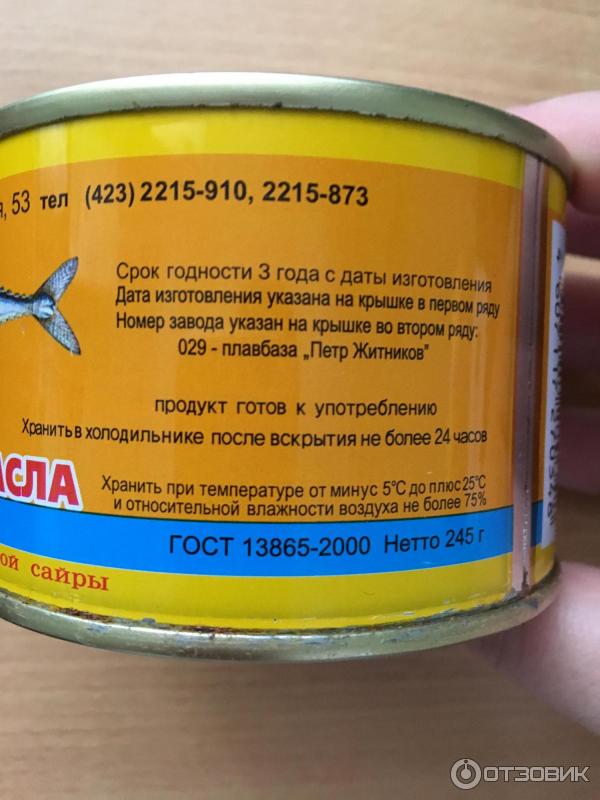 53 тел (423) 2215-910, 2215-873
Срок годности 3 года с даты изготовления
Дата изготовления указана на крышке в первом ряду
Номер завода указан на крышке во втором ряду:
029 - плавбаза „Петр Житников"
продукт готов к употреблению
Хранить в холодильнике после вскрытия не более 24 часов
АСЛА
Хранить при температуре от минус 5°С до плюс 25°С
и относительной влажности воздуха не более 75%
ГОСТ 13865-2000 Нетто 245 г
ой сайры
ОТЗОВИК